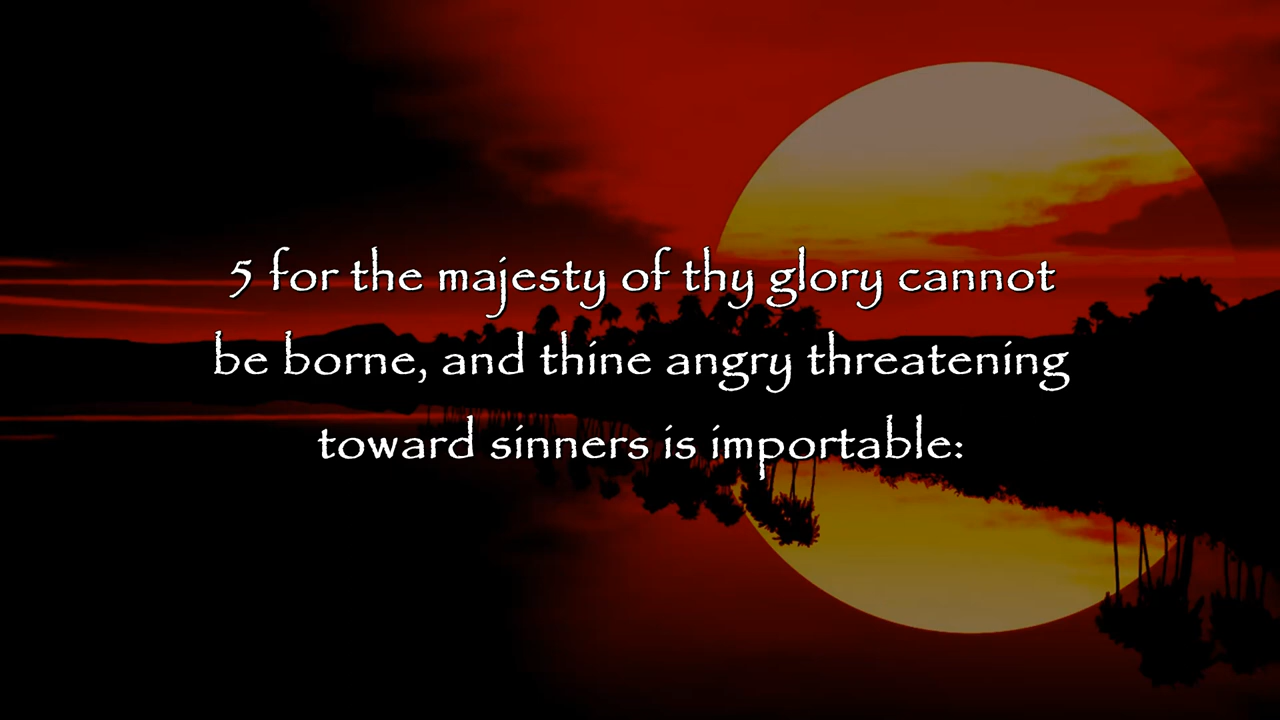 5 for the majesty of thy glory cannot
be borne, and thine angry threatening
toward sinners is importable: